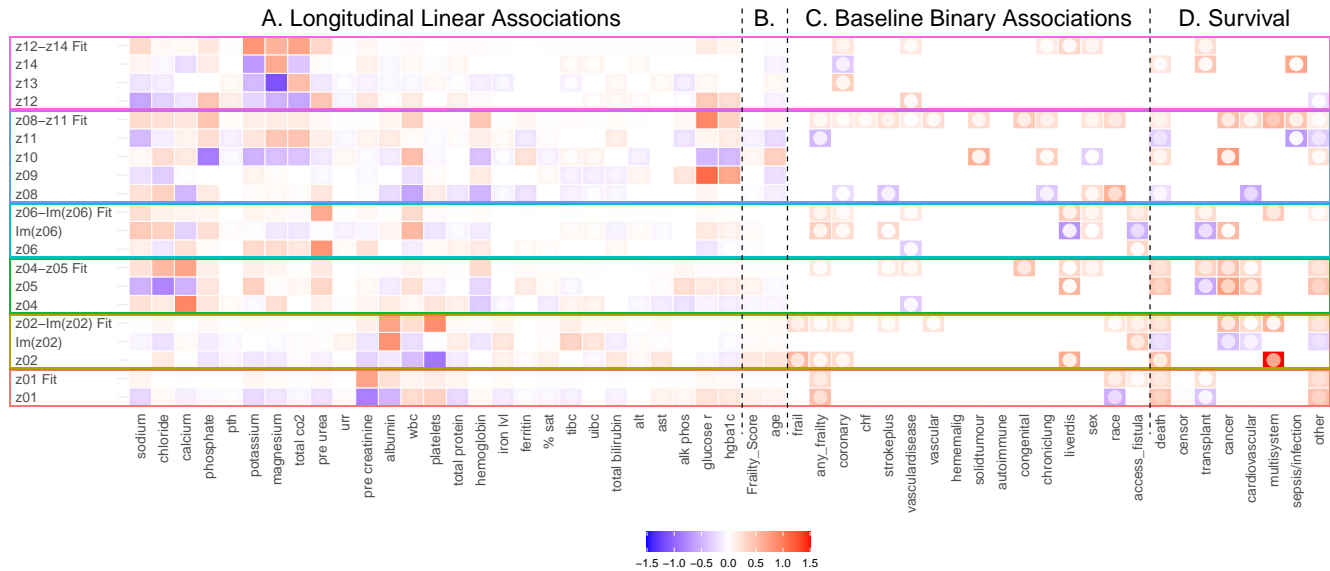 A. Longitudinal Linear Associations B. C. Baseline Binary Associations D. Survival
z12−z14 Fit
z14
z13
z12
z08−z11 Fit
z11
z10
z09
z08
z06−Im(z06) Fit
Im(z06)
z06
z04−z05 Fit
z05
z04
z02−Im(z02) Fit
Im(z02)
z02
z01 Fit
z01
sodium
chloride
calcium
phosphate
pth
potassium
magnesium
total co2
pre urea
urr
pre creatinine
albumin
wbc
platelets
total protein
hemoglobin
iron lvl
ferritin
% sat
tibc
uibc
total bilirubin
alt
ast
alk phos
glucose r
hgba1c
Frailty_Score
age
frail
any_frailty
coronary
chf
strokeplus
vasculardisease
vascular
hememalig
solidtumour
autoimmune
congenital
chroniclung
liverdis
sex
race
access_fistula
death
censor
transplant
cancer
cardiovascular
multisystem
sepsis/infection
other
−1.5 −1.0 −0.5 0.0 0.5 1.0 1.5